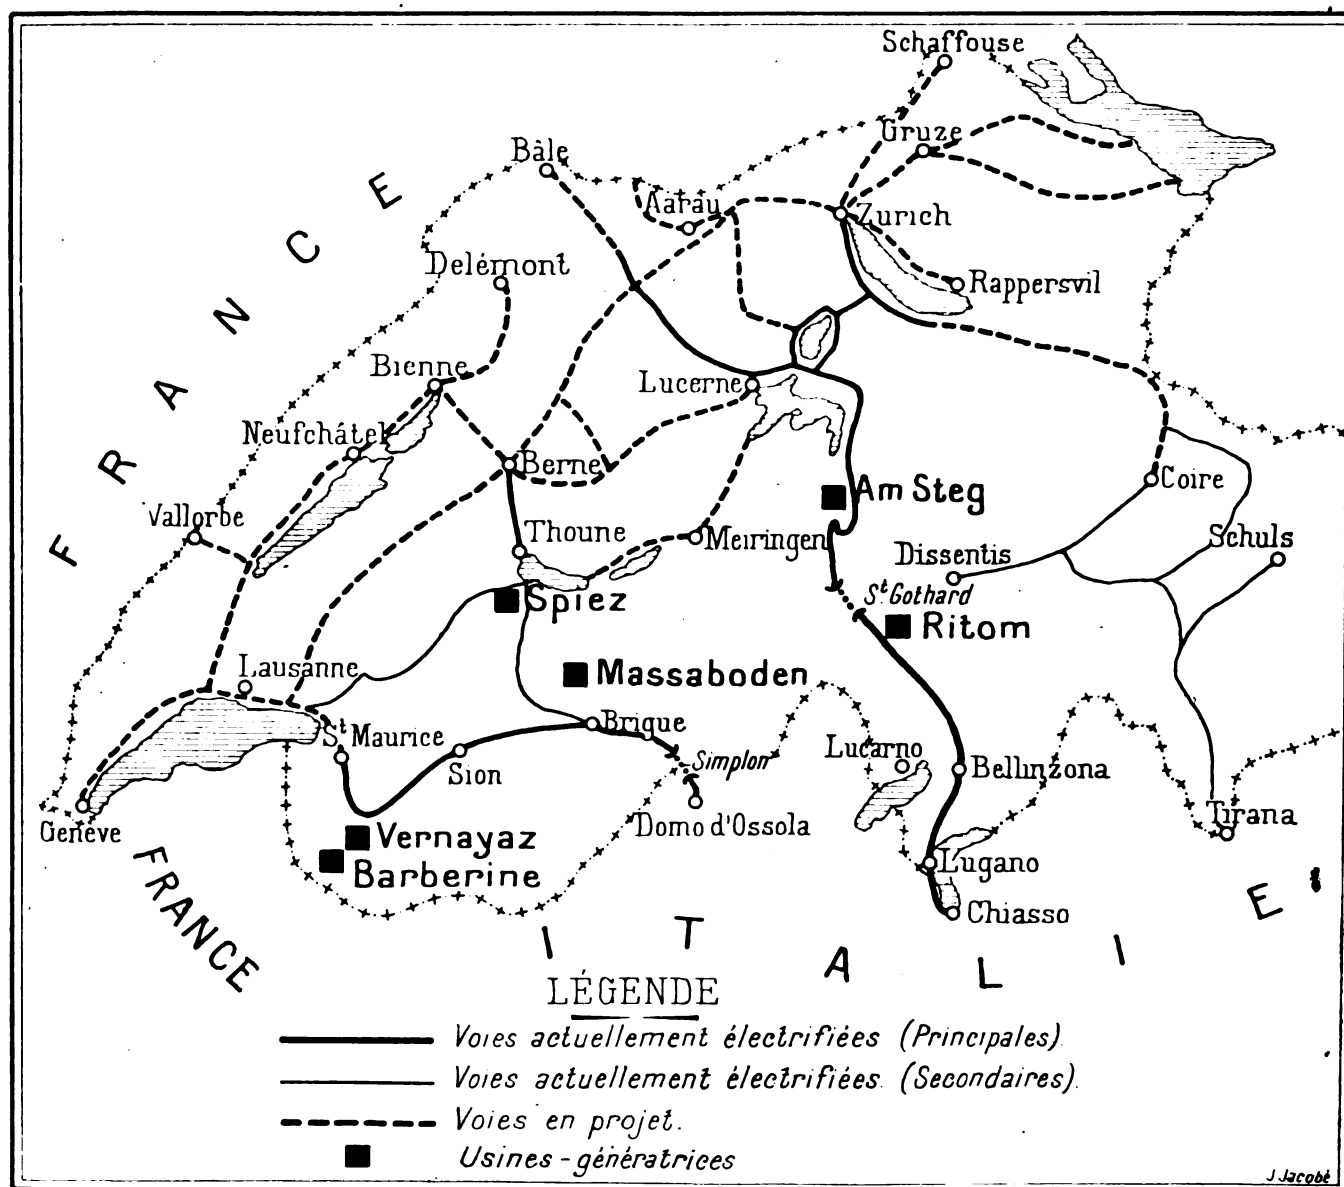 Schaffouse
Gruze
Bâle
Aarau
Zurich
Delémont
Rappersvil
FRANCE
Bienne
Lucerne
Neufchâtel
Berne
Am Steg
Coire
Vallorbe
Thoune
Meiringen
Dissentis
Schuls
St Gothard
Spiez
Ritom
Lausanne
Massaboden
St Maurice
Brigue
Simplon
Lucarno
Sion
Bellinzona
Genève
Domo d'Ossola
Tirana
Vernayaz
Barberine
Lugano
Chiasso
FRANCE
ITALIE
LÉGENDE
Voies actuellement électrifiées (Principales).
Voies actuellement électrifiées. (Secondaires).
Voies en projet.
Usines-génératrices
J. Jacobé